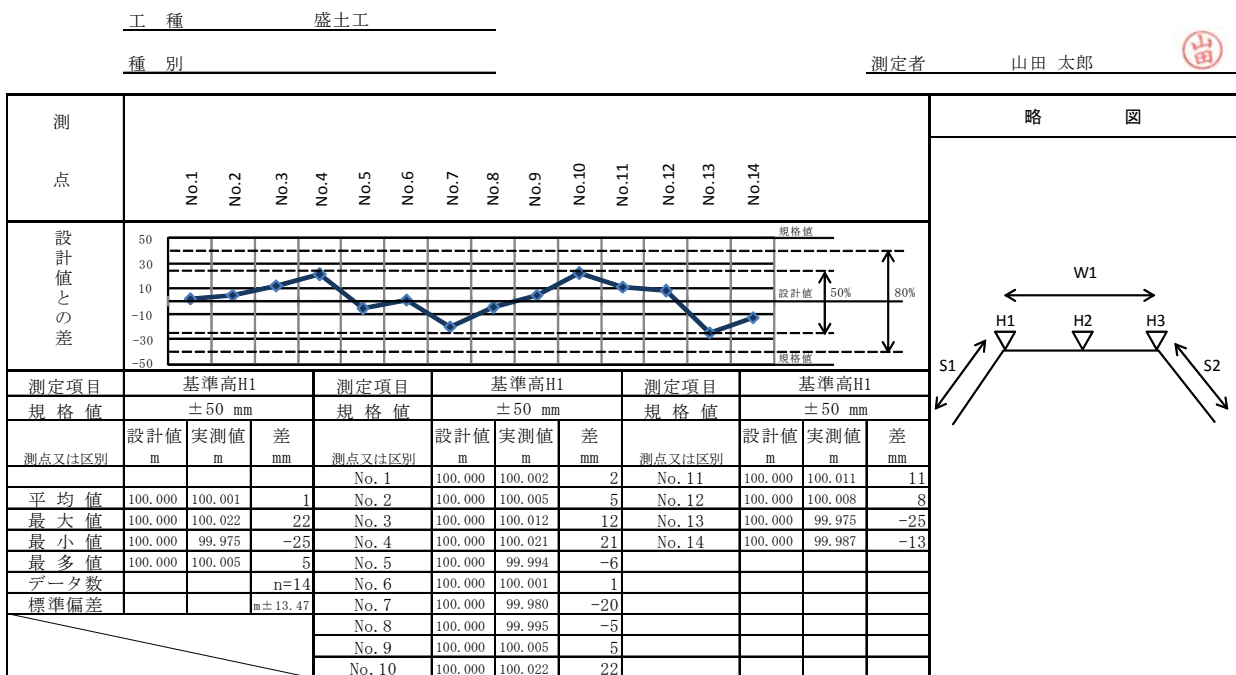 工 種 盛土工
種 別
測定者 山田 太郎 山田
測点
No.1 No.2 No.3 No.4 No.5 No.6 No.7 No.8 No.9 No.10 No.11 No.12 No.13 No.14
略 図
設計値との差
50
30
10
-10
-30
-50
規格値
設計値 50% 80%
規格値
W1
H1 H2 H3
S1 S2
測定項目 基準高H1 測定項目 基準高H1 測定項目 基準高H1
規 格 値 ±50 mm 規 格 値 ±50 mm 規 格 値 ±50 mm
設計値 実測値 差 設計値 実測値 差 設計値 実測値 差
測点又は区別 m m mm 測点又は区別 m m mm 測点又は区別 m m mm
No.1 100.000 100.002 2 No.11 100.000 100.011 11
平 均 値 100.000 100.001 1 No.2 100.000 100.005 5 No.12 100.000 100.008 8
最 大 値 100.000 100.022 22 No.3 100.000 100.012 12 No.13 100.000 99.975 -25
最 小 値 100.000 99.975 -25 No.4 100.000 100.021 21 No.14 100.000 99.987 -13
最 多 値 100.000 100.005 5 No.5 100.000 99.994 -6
データ数 n=14 No.6 100.000 100.001 1
標準偏差 m±13.47 No.7 100.000 99.980 -20
No.8 100.000 99.995 -5
No.9 100.000 100.005 5
No.10 100.000 100.022 22